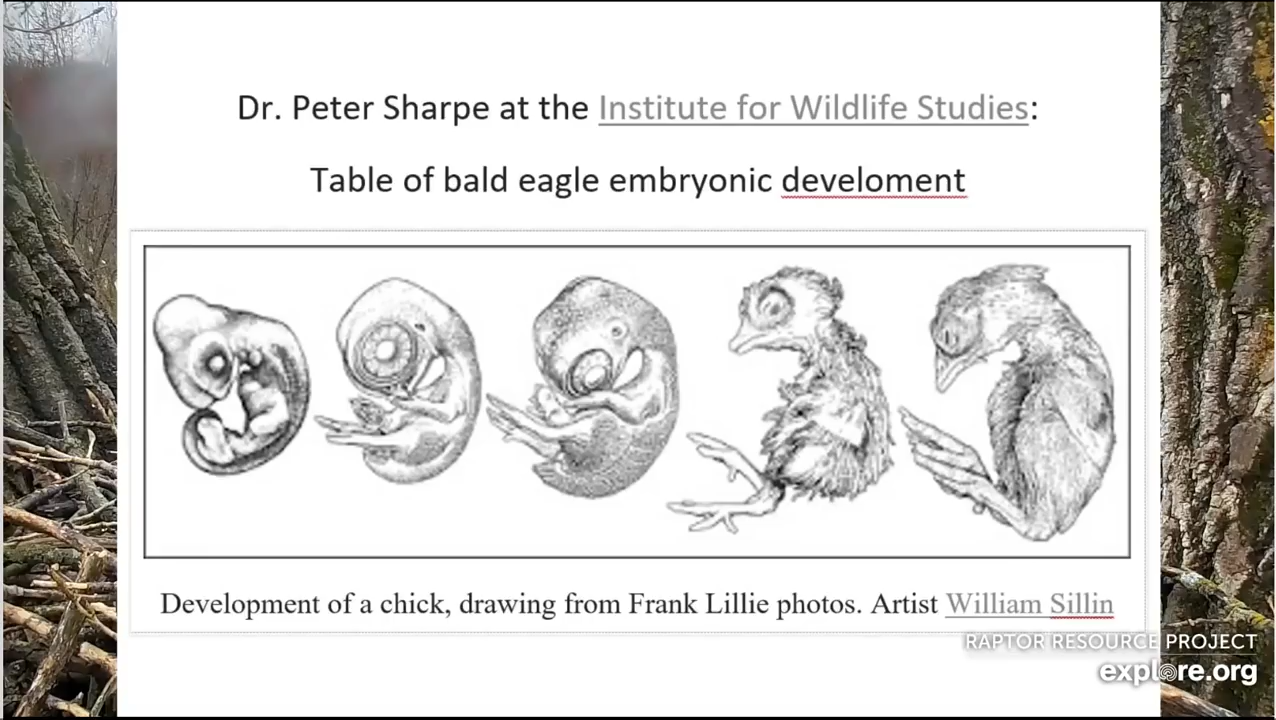 Dr. Peter Sharpe at the Institute for Wildlife Studies:
Table of bald eagle embryonic develoment
Development of a chick, drawing from Frank Lillie photos. Artist William Sillin
RAPTOR RESOURCE PROJECT
explore.org